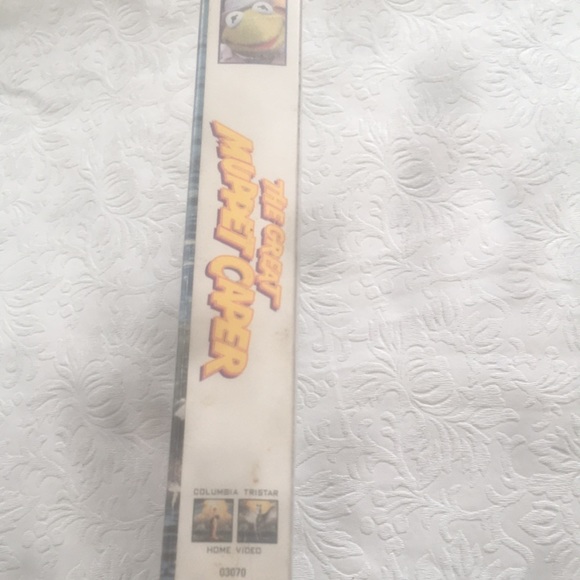 THE GREAT
MUPPET CAPER
COLUMBIA TRISTAR
HOME VIDEO
03070